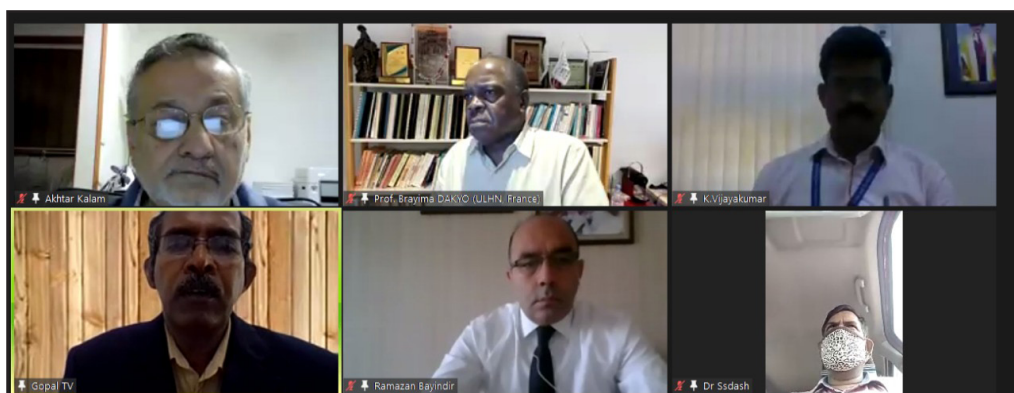 Akhtar Kalam
Prof. Brayima DAKYO (ULHN, France)
K.Vijayakumar
Gopal TV
Ramazan Bayindir
Dr Ssdash